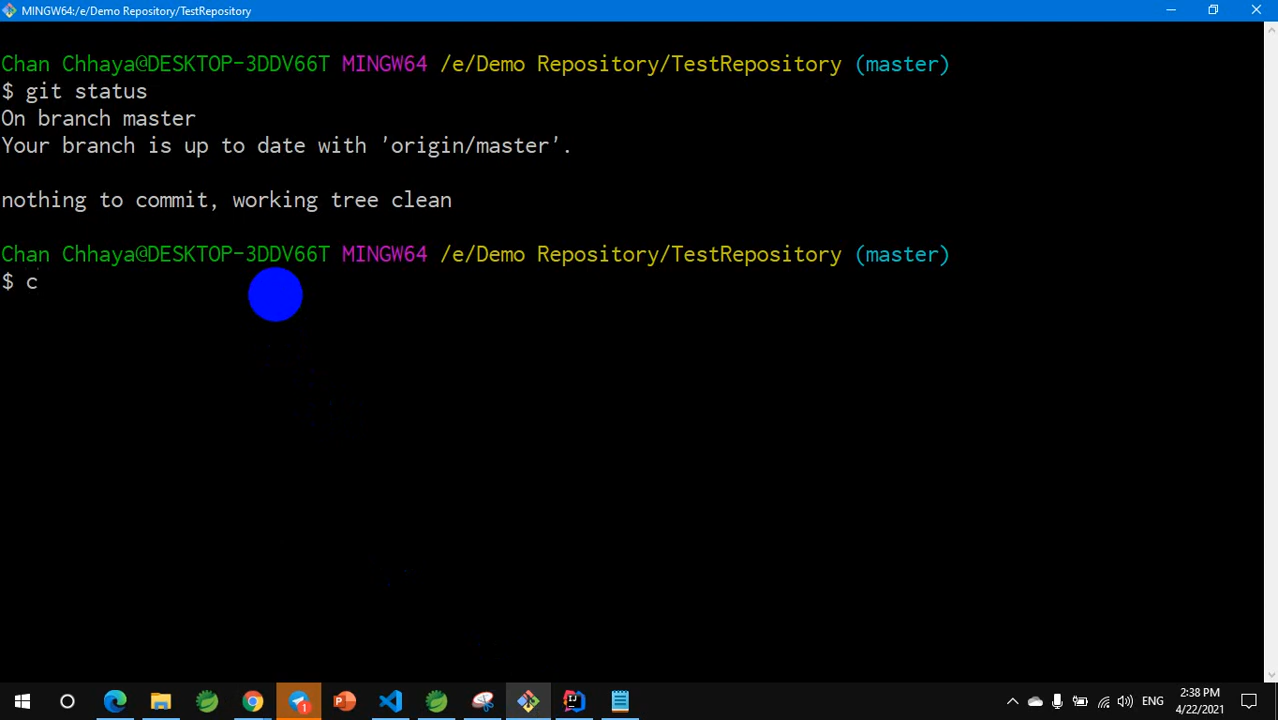 MINGW64:/e/Demo Repository/TestRepository
Chan Chhaya@DESKTOP-3DDV66T MINGW64 /e/Demo Repository/TestRepository (master)
$ git status
On branch master
Your branch is up to date with 'origin/master'.
nothing to commit, working tree clean
Chan Chhaya@DESKTOP-3DDV66T MINGW64 /e/Demo Repository/TestRepository (master)
$ c
1
ENG
2:38 PM
4/22/2021